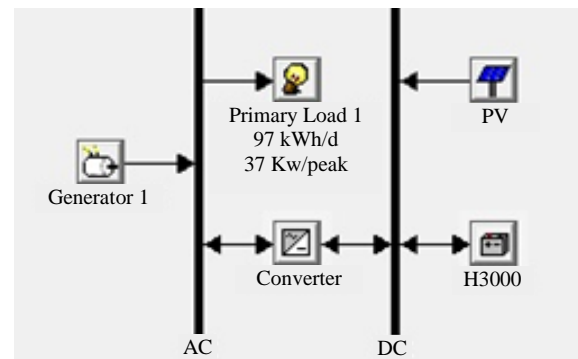 Primary Load 1
97 kWh/d
37 Kw/peak
PV
Generator 1
Converter
H3000
AC
DC